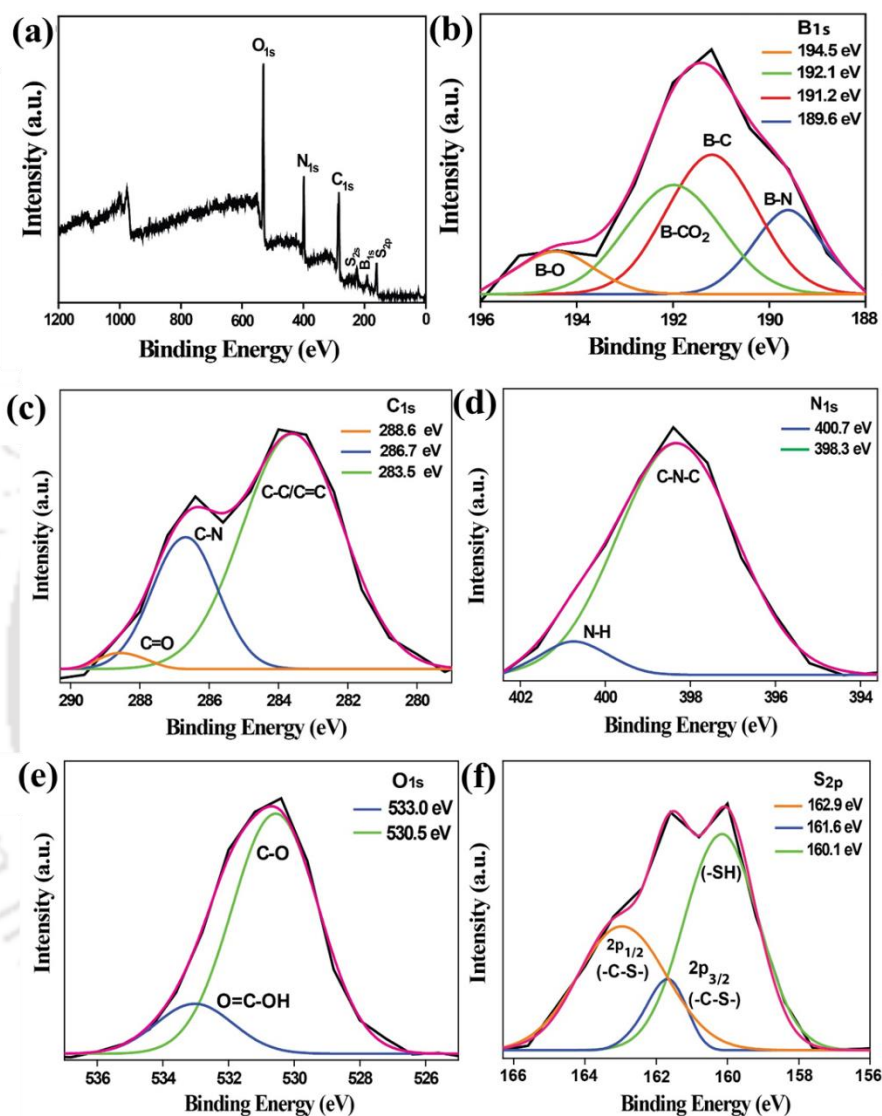 (a)
O1s
N1s
C1s
S2s
B1s
S2p
Intensity (a.u.)
1200 1000 800 600 400 200 0
Binding Energy (eV)
(b)
B1s
194.5 eV
192.1 eV
191.2 eV
189.6 eV
B-C
B-N
B-CO2
B-O
Intensity (a.u.)
196 194 192 190 188
Binding Energy (eV)
(c)
C1s
288.6 eV
286.7 eV
283.5 eV
C-C/C=C
C-N
C=O
Intensity (a.u.)
290 288 286 284 282 280
Binding Energy (eV)
(d)
N1s
400.7 eV
398.3 eV
C-N-C
N-H
Intensity (a.u.)
402 400 398 396 394
Binding Energy (eV)
(e)
O1s
533.0 eV
530.5 eV
C-O
O=C-OH
Intensity (a.u.)
536 534 532 530 528 526
Binding Energy (eV)
(f)
S2p
162.9 eV
161.6 eV
160.1 eV
(-SH)
2p1/2
(-C-S-)
2p3/2
(-C-S-)
Intensity (a.u.)
166 164 162 160 158 156
Binding Energy (eV)